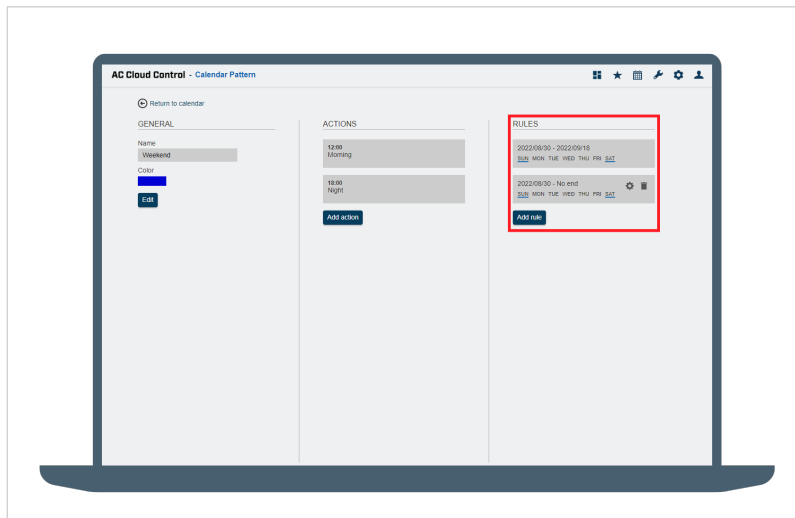 AC Cloud Control - Calendar Pattern
Return to calendar
GENERAL
Name
Weekend
Color
Edit
ACTIONS
12:00
Morning
18:00
Night
Add action
RULES
2022/08/30 - 2022/09/18
SUN MON TUE WED THU FRI SAT
2022/08/30 - No end
SUN MON TUE WED THU FRI SAT
Add rule